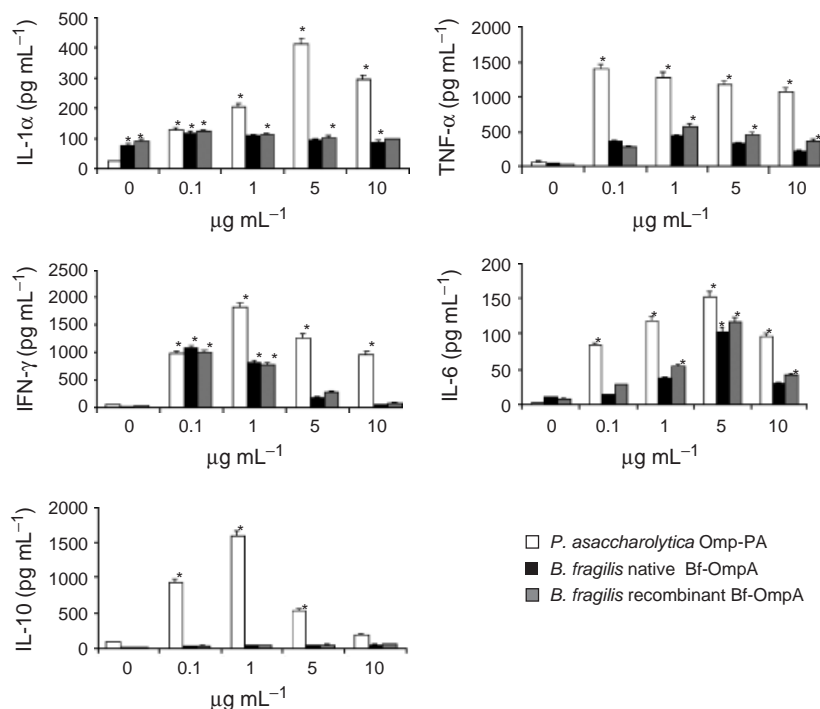 IL-1α (pg mL−1)
500
400
300
200
100
0
* * * * * * * * * * * *
0 0.1 1 5 10
µg mL−1
TNF-α (pg mL−1)
1500
1000
500
0
* * * * * * *
0 0.1 1 5 10
µg mL−1
IFN-γ (pg mL−1)
2500
2000
1500
1000
500
0
* * * * * * * *
0 0.1 1 5 10
µg mL−1
IL-6 (pg mL−1)
200
150
100
50
0
* * * * * * * *
0 0.1 1 5 10
µg mL−1
IL-10 (pg mL−1)
2000
1500
1000
500
0
* * *
0 0.1 1 5 10
µg mL−1
P. asaccharolytica Omp-PA
B. fragilis native Bf-OmpA
B. fragilis recombinant Bf-OmpA